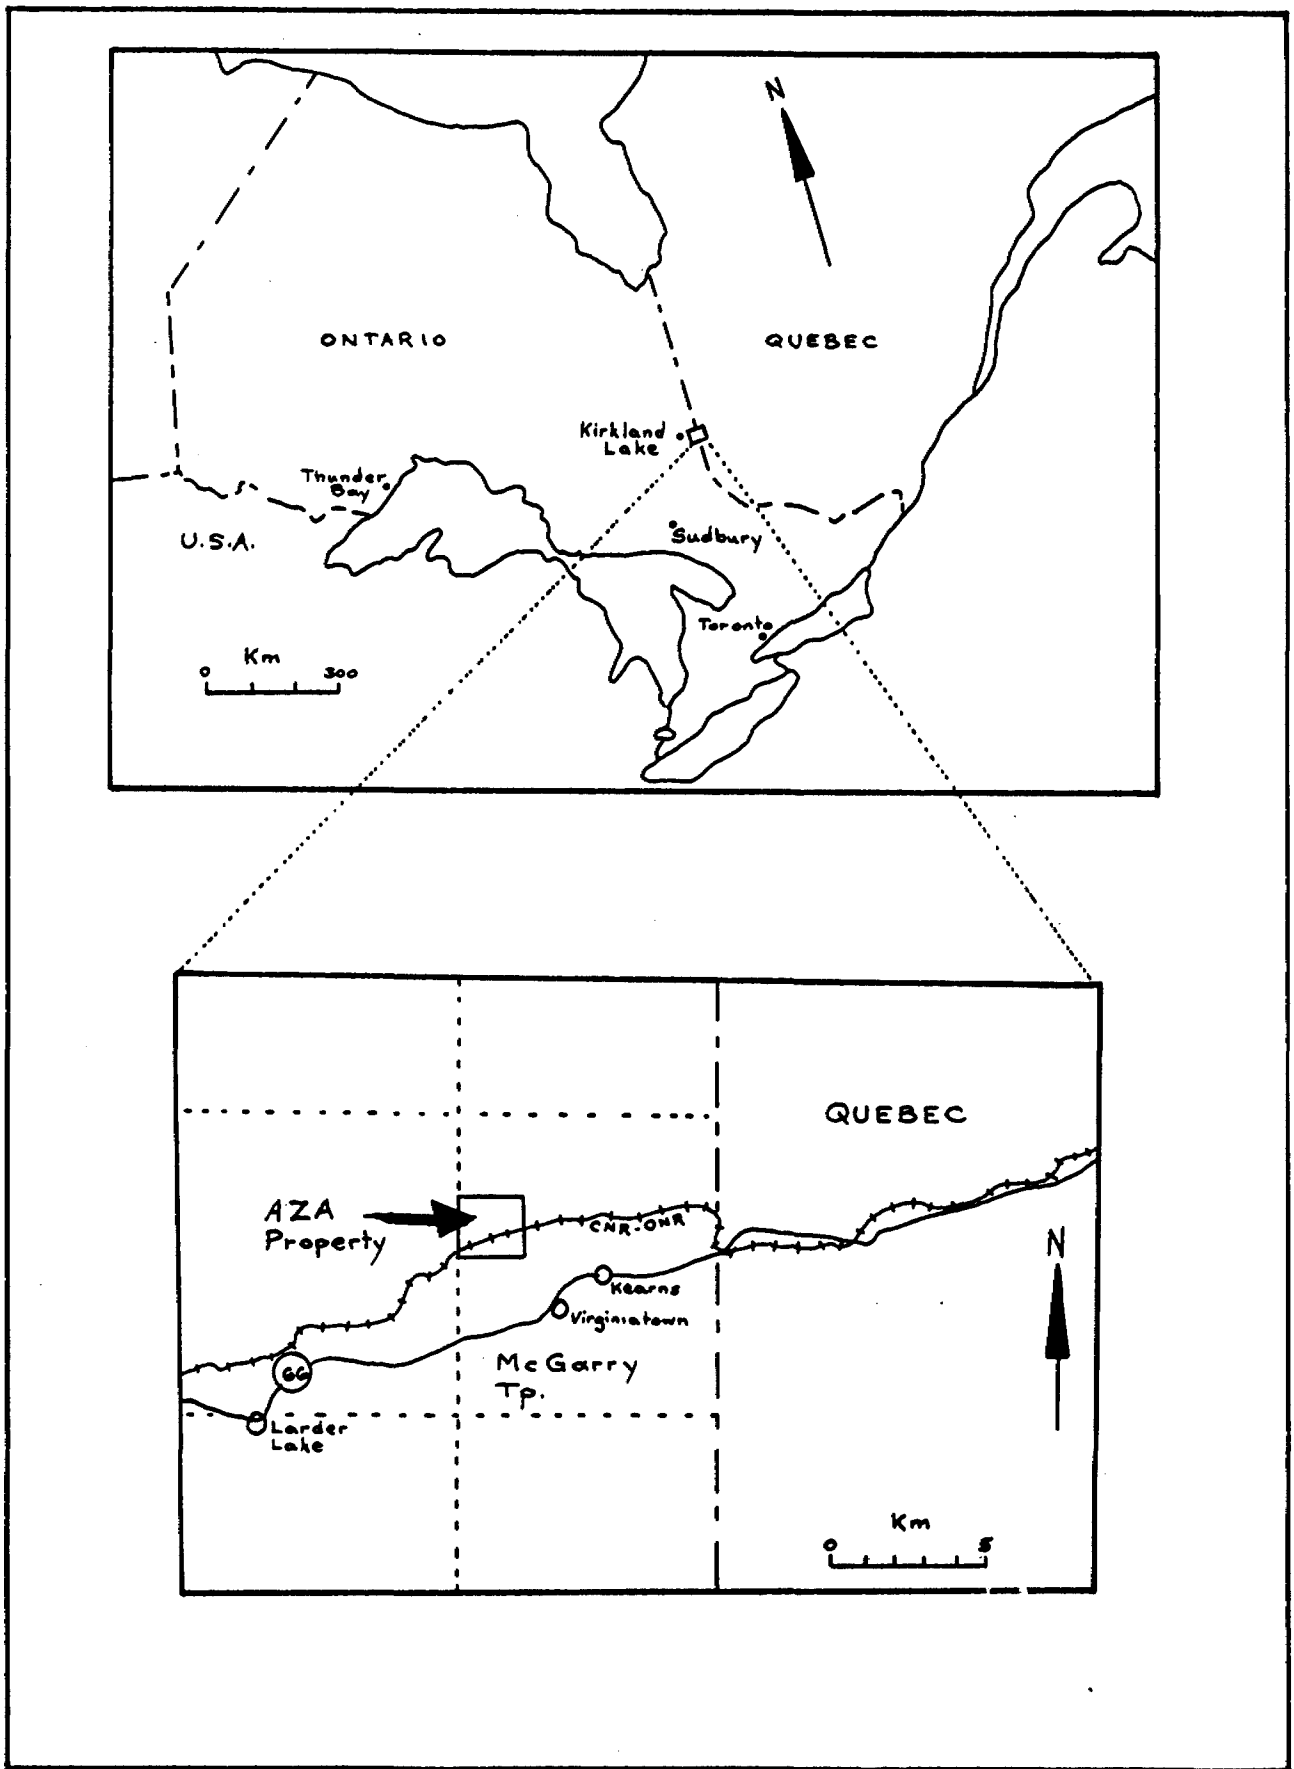 N
ONTARIO
QUEBEC
Kirkland
Lake
Thunder
Bay
U.S.A.
Sudbury
Toronto
Km
0 300
QUEBEC
AZA
Property
CNR-ONR
N
Kearns
Virginiatown
McGarry
Tp.
66
Larder
Lake
Km
0 5